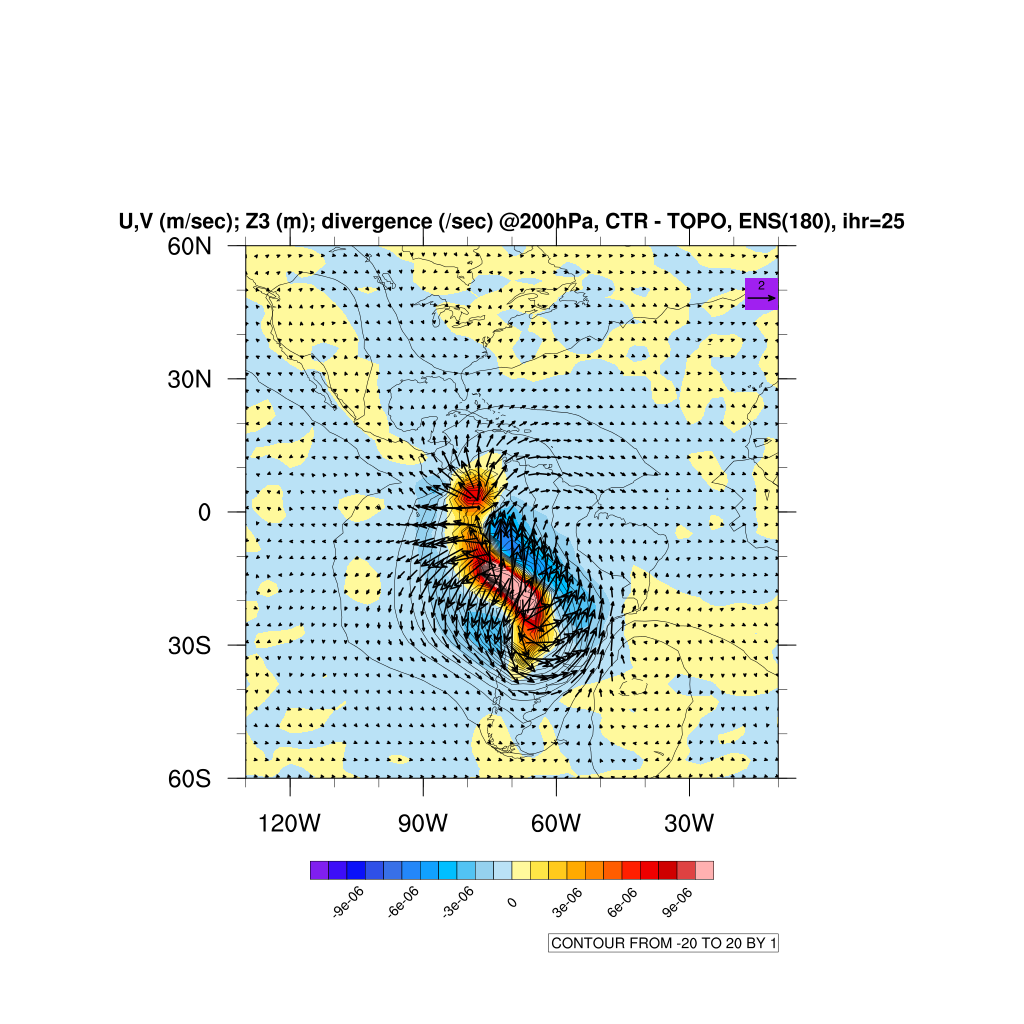 U,V (m/sec); Z3 (m); divergence (/sec) @200hPa, CTR - TOPO, ENS(180), ihr=25
60N
2
30N
0
30S
60S
120W 90W 60W 30W
-9e-06 -6e-06 -3e-06 0 3e-06 6e-06 9e-06
CONTOUR FROM -20 TO 20 BY 1